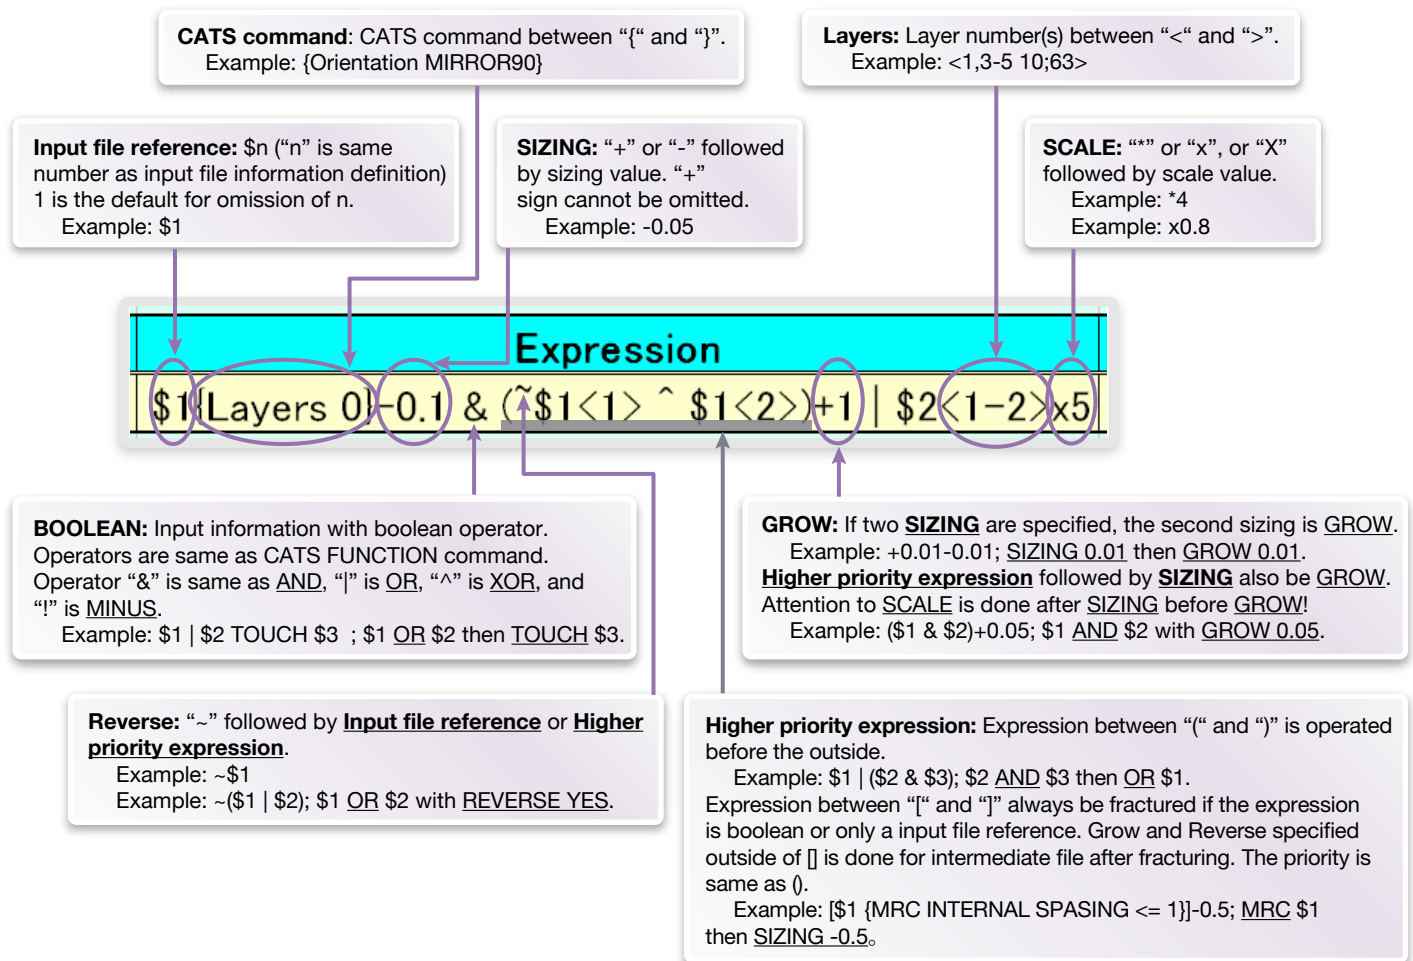 CATS command: CATS command between “{“ and “}”.
Example: {Orientation MIRROR90}
Layers: Layer number(s) between “<“ and “>”.
Example: <1,3-5 10;63>
Input file reference: $n (“n” is same
number as input file information definition)
1 is the default for omission of n.
Example: $1
SIZING: “+” or “-” followed
by sizing value. “+”
sign cannot be omitted.
Example: -0.05
SCALE: “*” or “x”, or “X”
followed by scale value.
Example: *4
Example: x0.8
Expression
$1{Layers 0}-0.1 & (~$1<1> ^ $1<2>)+1 | $2<1-2>x5
BOOLEAN: Input information with boolean operator.
Operators are same as CATS FUNCTION command.
Operator “&” is same as AND, “|” is OR, “^” is XOR, and
“!” is MINUS.
Example: $1 | $2 TOUCH $3 ; $1 OR $2 then TOUCH $3.
GROW: If two SIZING are specified, the second sizing is GROW.
Example: +0.01-0.01; SIZING 0.01 then GROW 0.01.
Higher priority expression followed by SIZING also be GROW.
Attention to SCALE is done after SIZING before GROW!
Example: ($1 & $2)+0.05; $1 AND $2 with GROW 0.05.
Reverse: “~” followed by Input file reference or Higher
priority expression.
Example: ~$1
Example: ~($1 | $2); $1 OR $2 with REVERSE YES.
Higher priority expression: Expression between “(“ and “)” is operated
before the outside.
Example: $1 | ($2 & $3); $2 AND $3 then OR $1.
Expression between “[“ and “]” always be fractured if the expression
is boolean or only a input file reference. Grow and Reverse specified
outside of [] is done for intermediate file after fracturing. The priority is
same as ().
Example: [$1 {MRC INTERNAL SPASING <= 1}]-0.5; MRC $1
then SIZING -0.5。